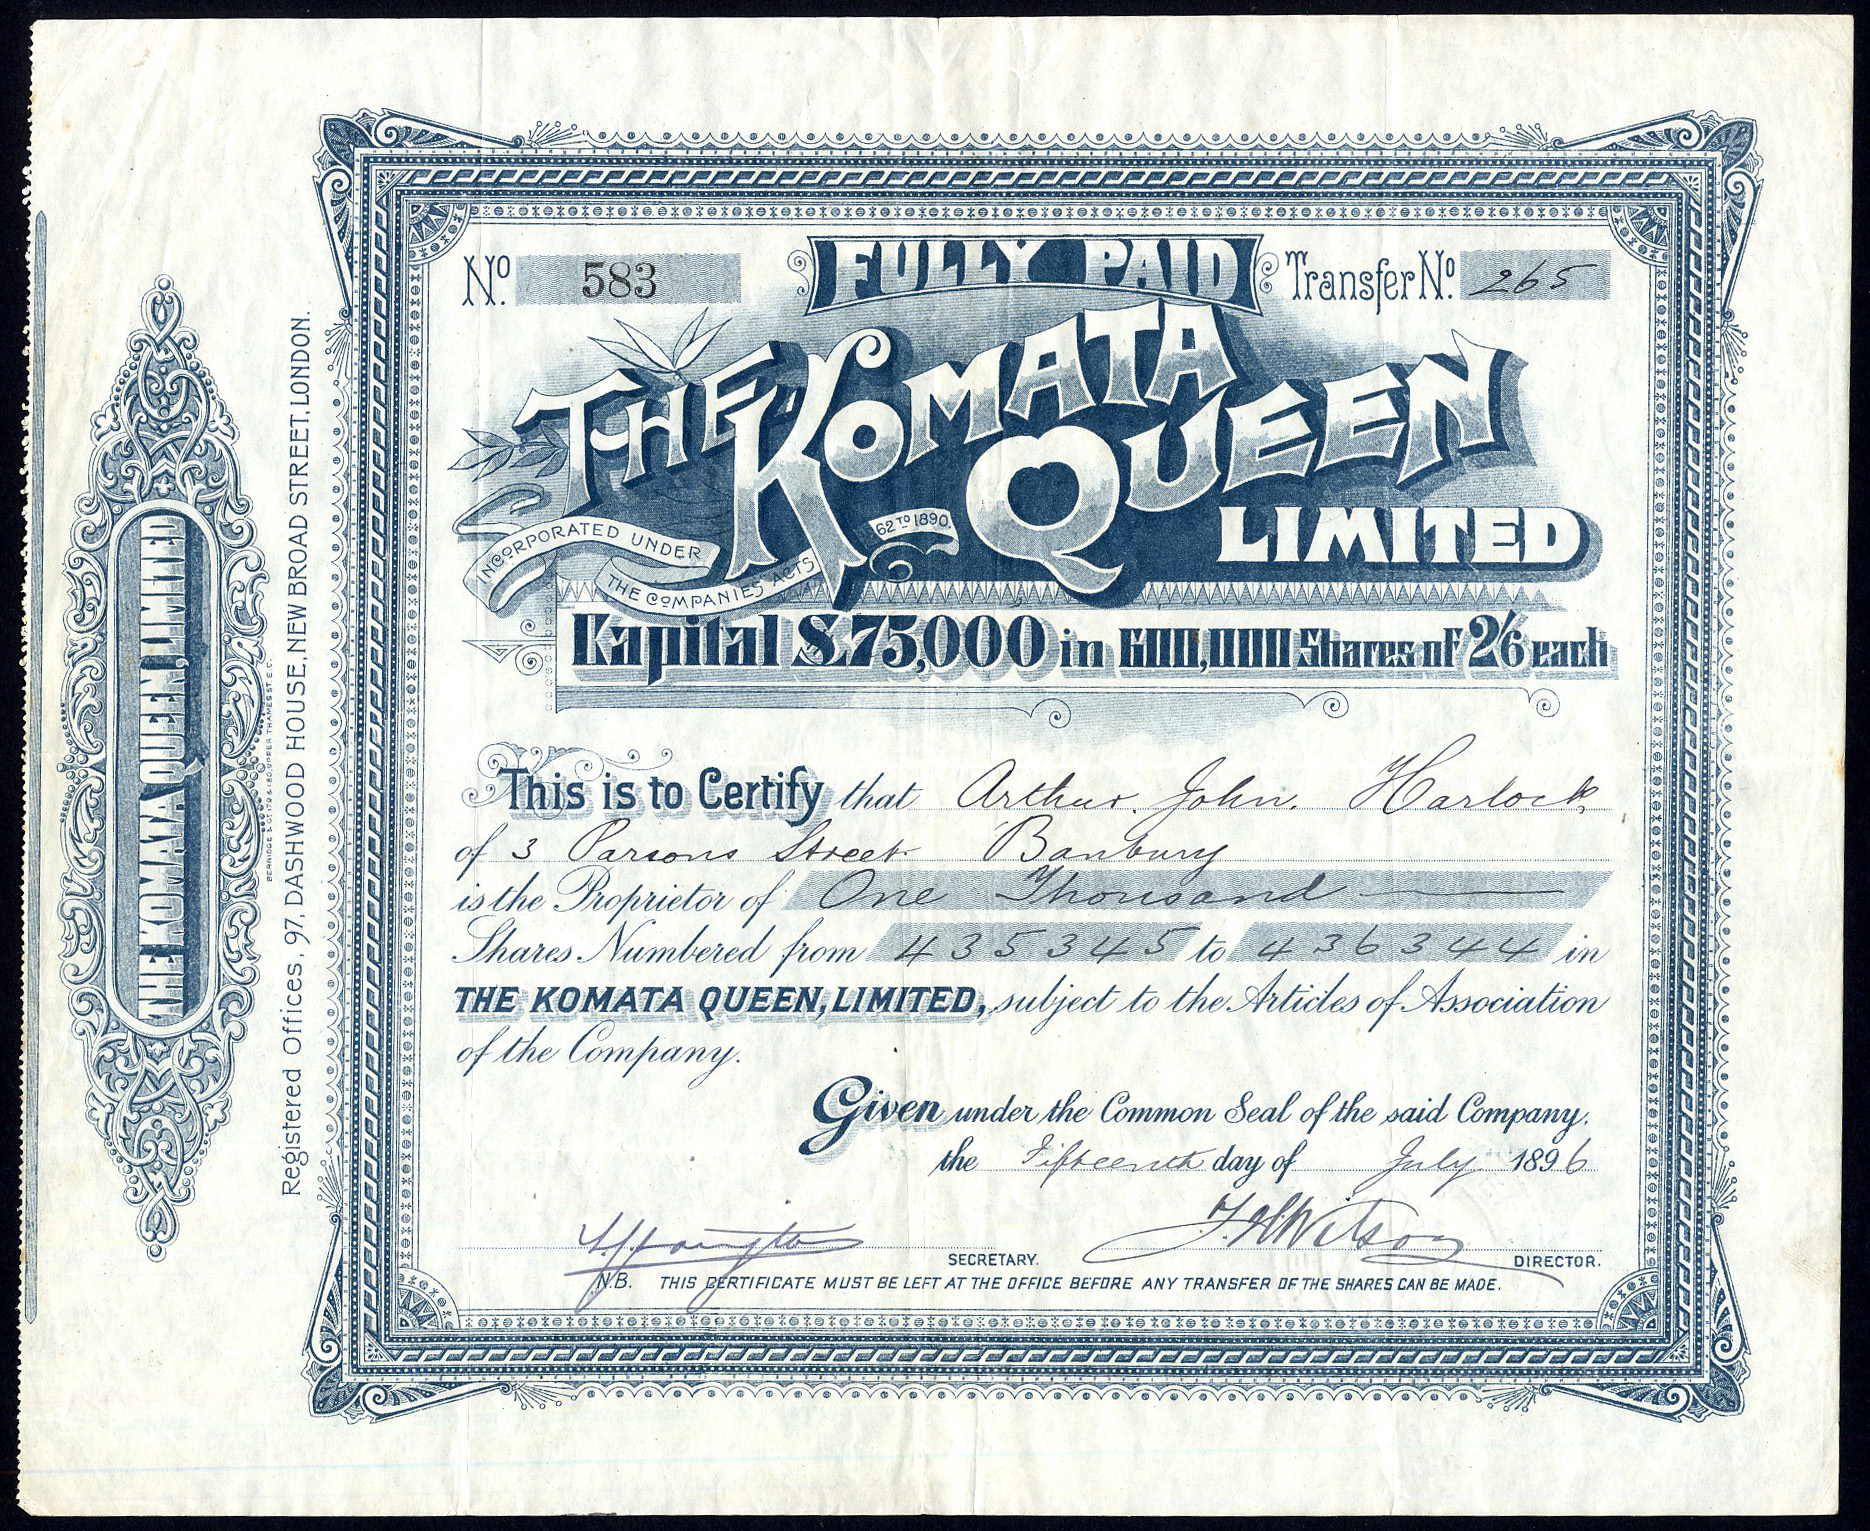 No. 583
FULLY PAID
Transfer No. 265
THE KOMATA QUEEN
LIMITED
INCORPORATED UNDER
THE COMPANIES ACTS
62 TO 1890.
Capital £75,000 in 600,000 Shares of 2/6 each
This is to Certify that Arthur John Harlock
of 3 Parsons Street Banbury
is the Proprietor of One Thousand
Shares Numbered from 435345 to 436344 in
THE KOMATA QUEEN, LIMITED, subject to the Articles of Association
of the Company.
Given under the Common Seal of the said Company.
the Fifteenth day of July 1896
SECRETARY. DIRECTOR.
N.B. THIS CERTIFICATE MUST BE LEFT AT THE OFFICE BEFORE ANY TRANSFER OF THE SHARES CAN BE MADE.
Registered Offices, 97, DASHWOOD HOUSE, NEW BROAD STREET, LONDON.
THE KOMATA QUEEN, LIMITED